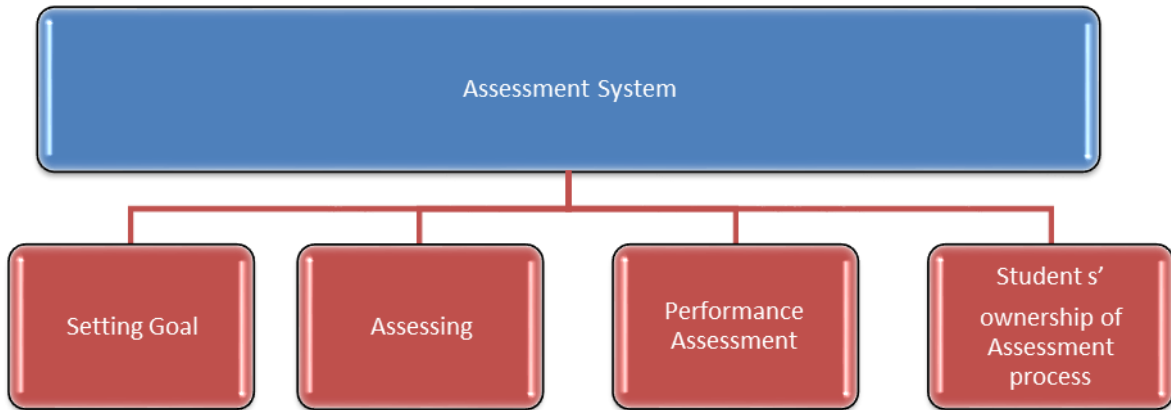 Assessment System
Setting Goal
Assessing
Performance
Assessment
Student s’
ownership of
Assessment
process